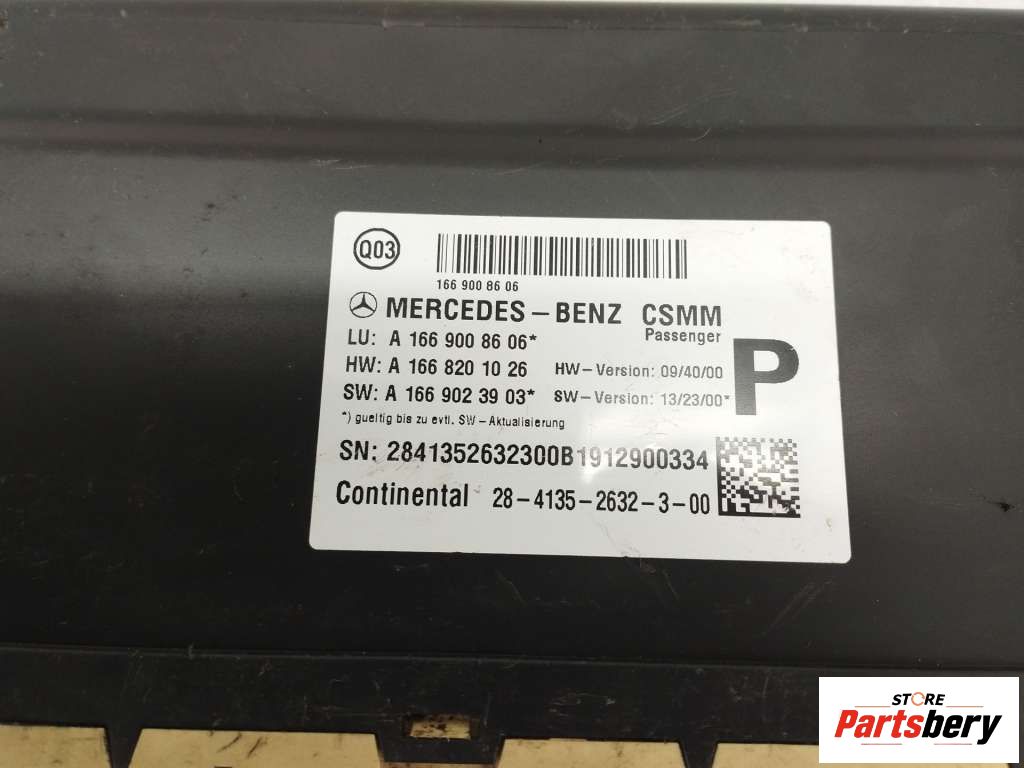 Q03
166 900 86 06
MERCEDES – BENZ CSMM
Passenger
P
LU: A 166 900 86 06*
HW: A 166 820 10 26 HW – Version: 09/40/00
SW: A 166 902 39 03* SW – Version: 13/23/00*
*) gueltig bis zu evtl. SW – Aktualisierung
SN: 2841352632300B1912900334
Continental 28 – 4135 – 2632 – 3 – 00
STORE
Partsbery